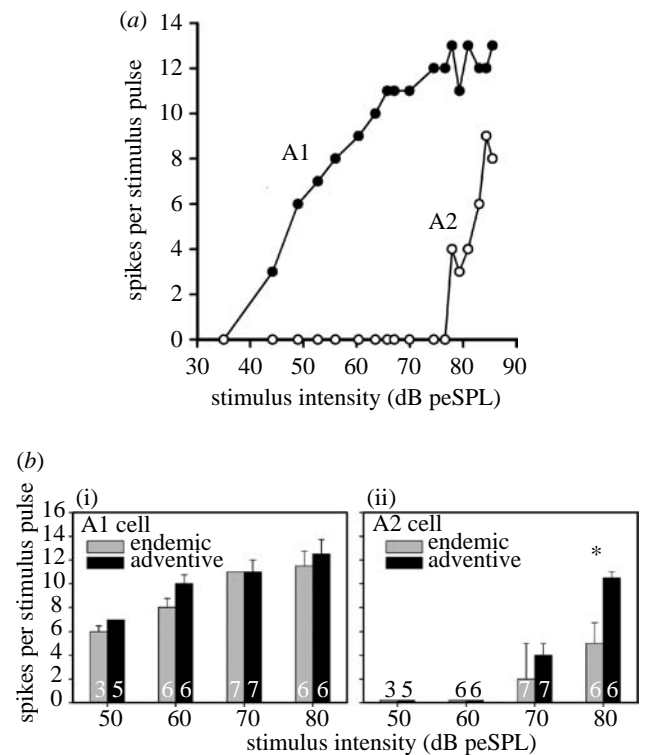 (a)
14
12
10
8
6
4
2
0
A1
A2
30 40 50 60 70 80 90
spikes per stimulus pulse
stimulus intensity (dB peSPL)
(b)
(i)
(ii)
16
14
12
10
8
6
4
2
0
spikes per stimulus pulse
A1 cell
endemic
adventive
3 5 6 6 7 7 6 6
50 60 70 80
A2 cell
endemic
adventive
*
3 5 6 6 7 7 6 6
50 60 70 80
stimulus intensity (dB peSPL)